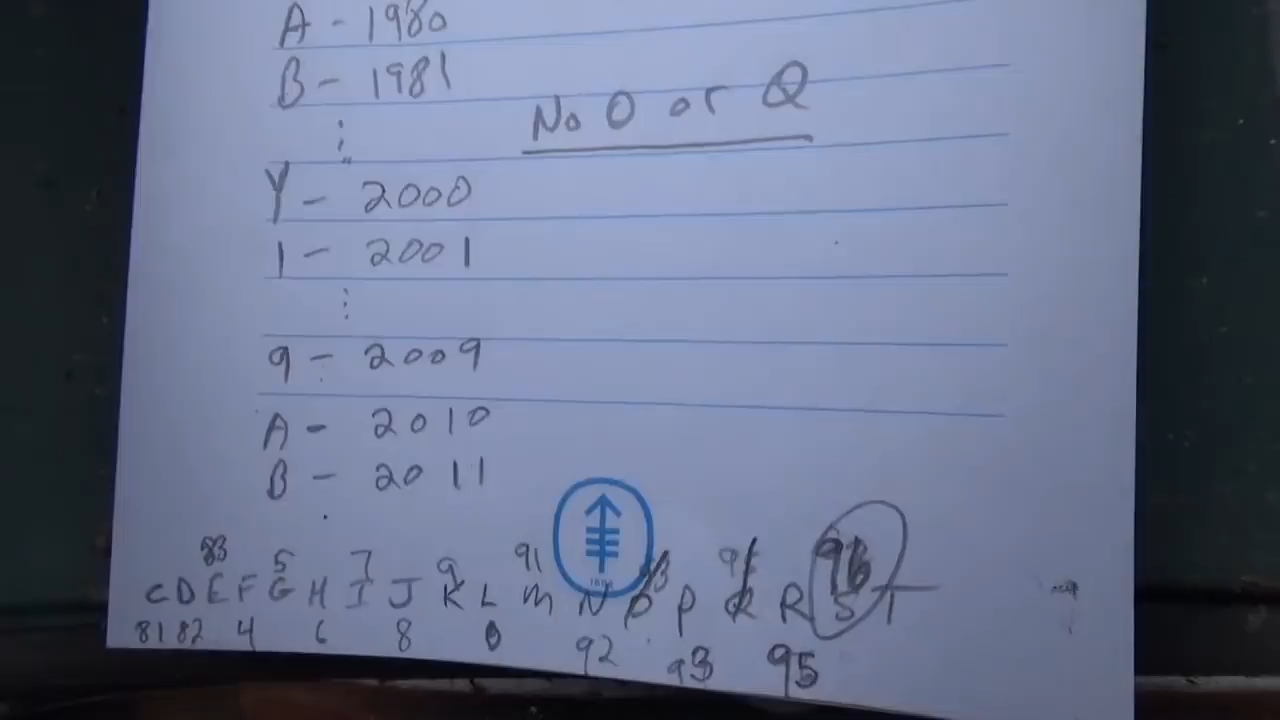 A - 1980
B - 1981
No O or Q
Y - 2000
1 - 2001
9 - 2009
A - 2010
B - 2011
83 5 7 9 91
C D E F G H I J K L M N O P Q R S T
81 82 4 6 8 0 92 93 95 96